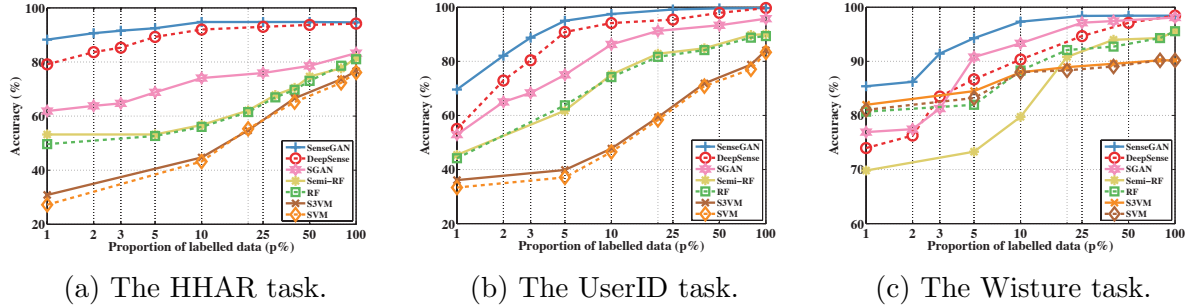 100
80
60
40
20
Accuracy (%)
SenseGAN
DeepSense
SGAN
Semi-RF
RF
S3VM
SVM
1 2 3 5 10 25 50 100
Proportion of labelled data (p%)
(a) The HHAR task.
100
80
60
40
20
Accuracy (%)
SenseGAN
DeepSense
SGAN
Semi-RF
RF
S3VM
SVM
1 2 3 5 10 25 50 100
Proportion of labelled data (p%)
(b) The UserID task.
100
90
80
70
60
Accuracy (%)
SenseGAN
DeepSense
SGAN
Semi-RF
RF
S3VM
SVM
1 2 3 5 10 25 50 100
Proportion of labelled data (p%)
(c) The Wisture task.